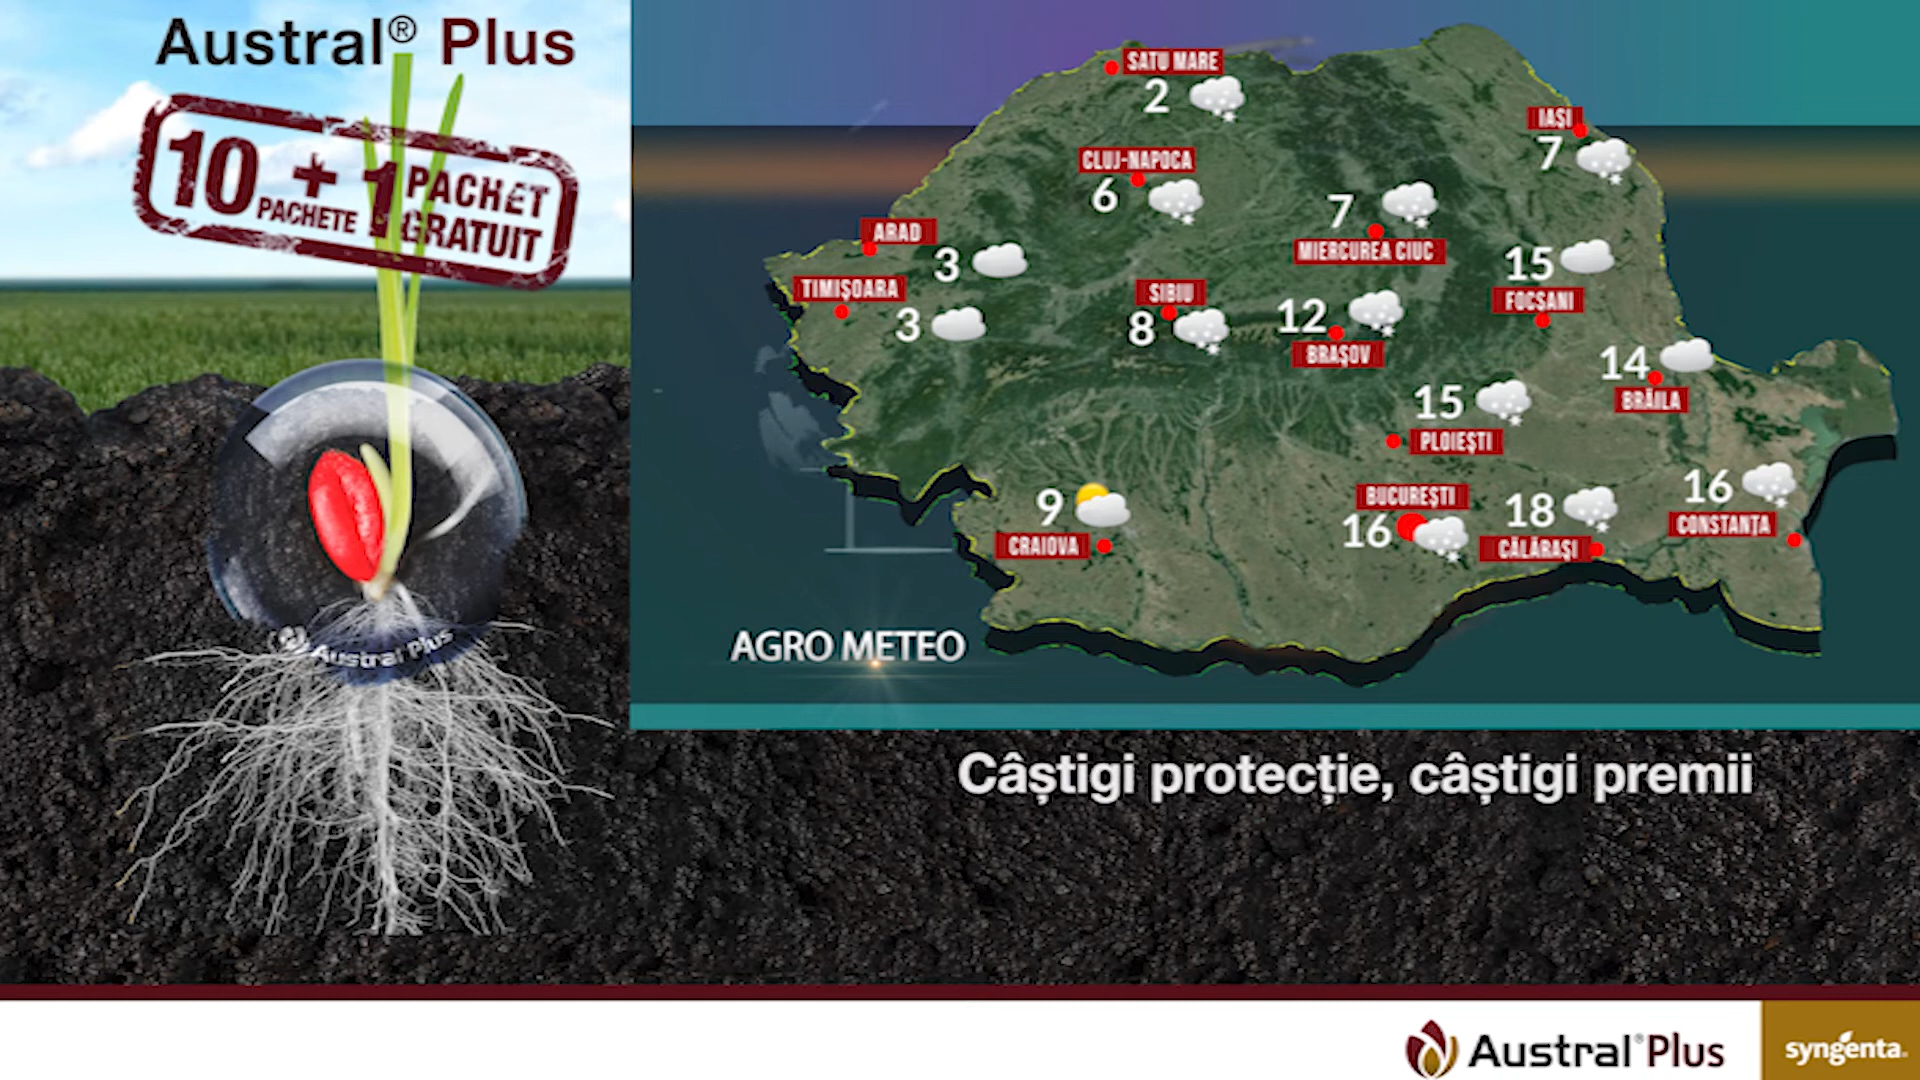 Austral® Plus
10 + 1 PACHET
PACHETE GRATUIT
Austral Plus
SATU MARE
2
IAȘI
7
CLUJ-NAPOCA
6
7
MIERCUREA CIUC
ARAD
3
15
FOCȘANI
TIMIȘOARA
3
SIBIU
8
12
BRAȘOV
14
BRĂILA
15
PLOIEȘTI
9
CRAIOVA
BUCUREȘTI
16
18
CĂLĂRAȘI
16
CONSTANȚA
AGRO METEO
Câștigi protecție, câștigi premii
Austral® Plus
syngenta.